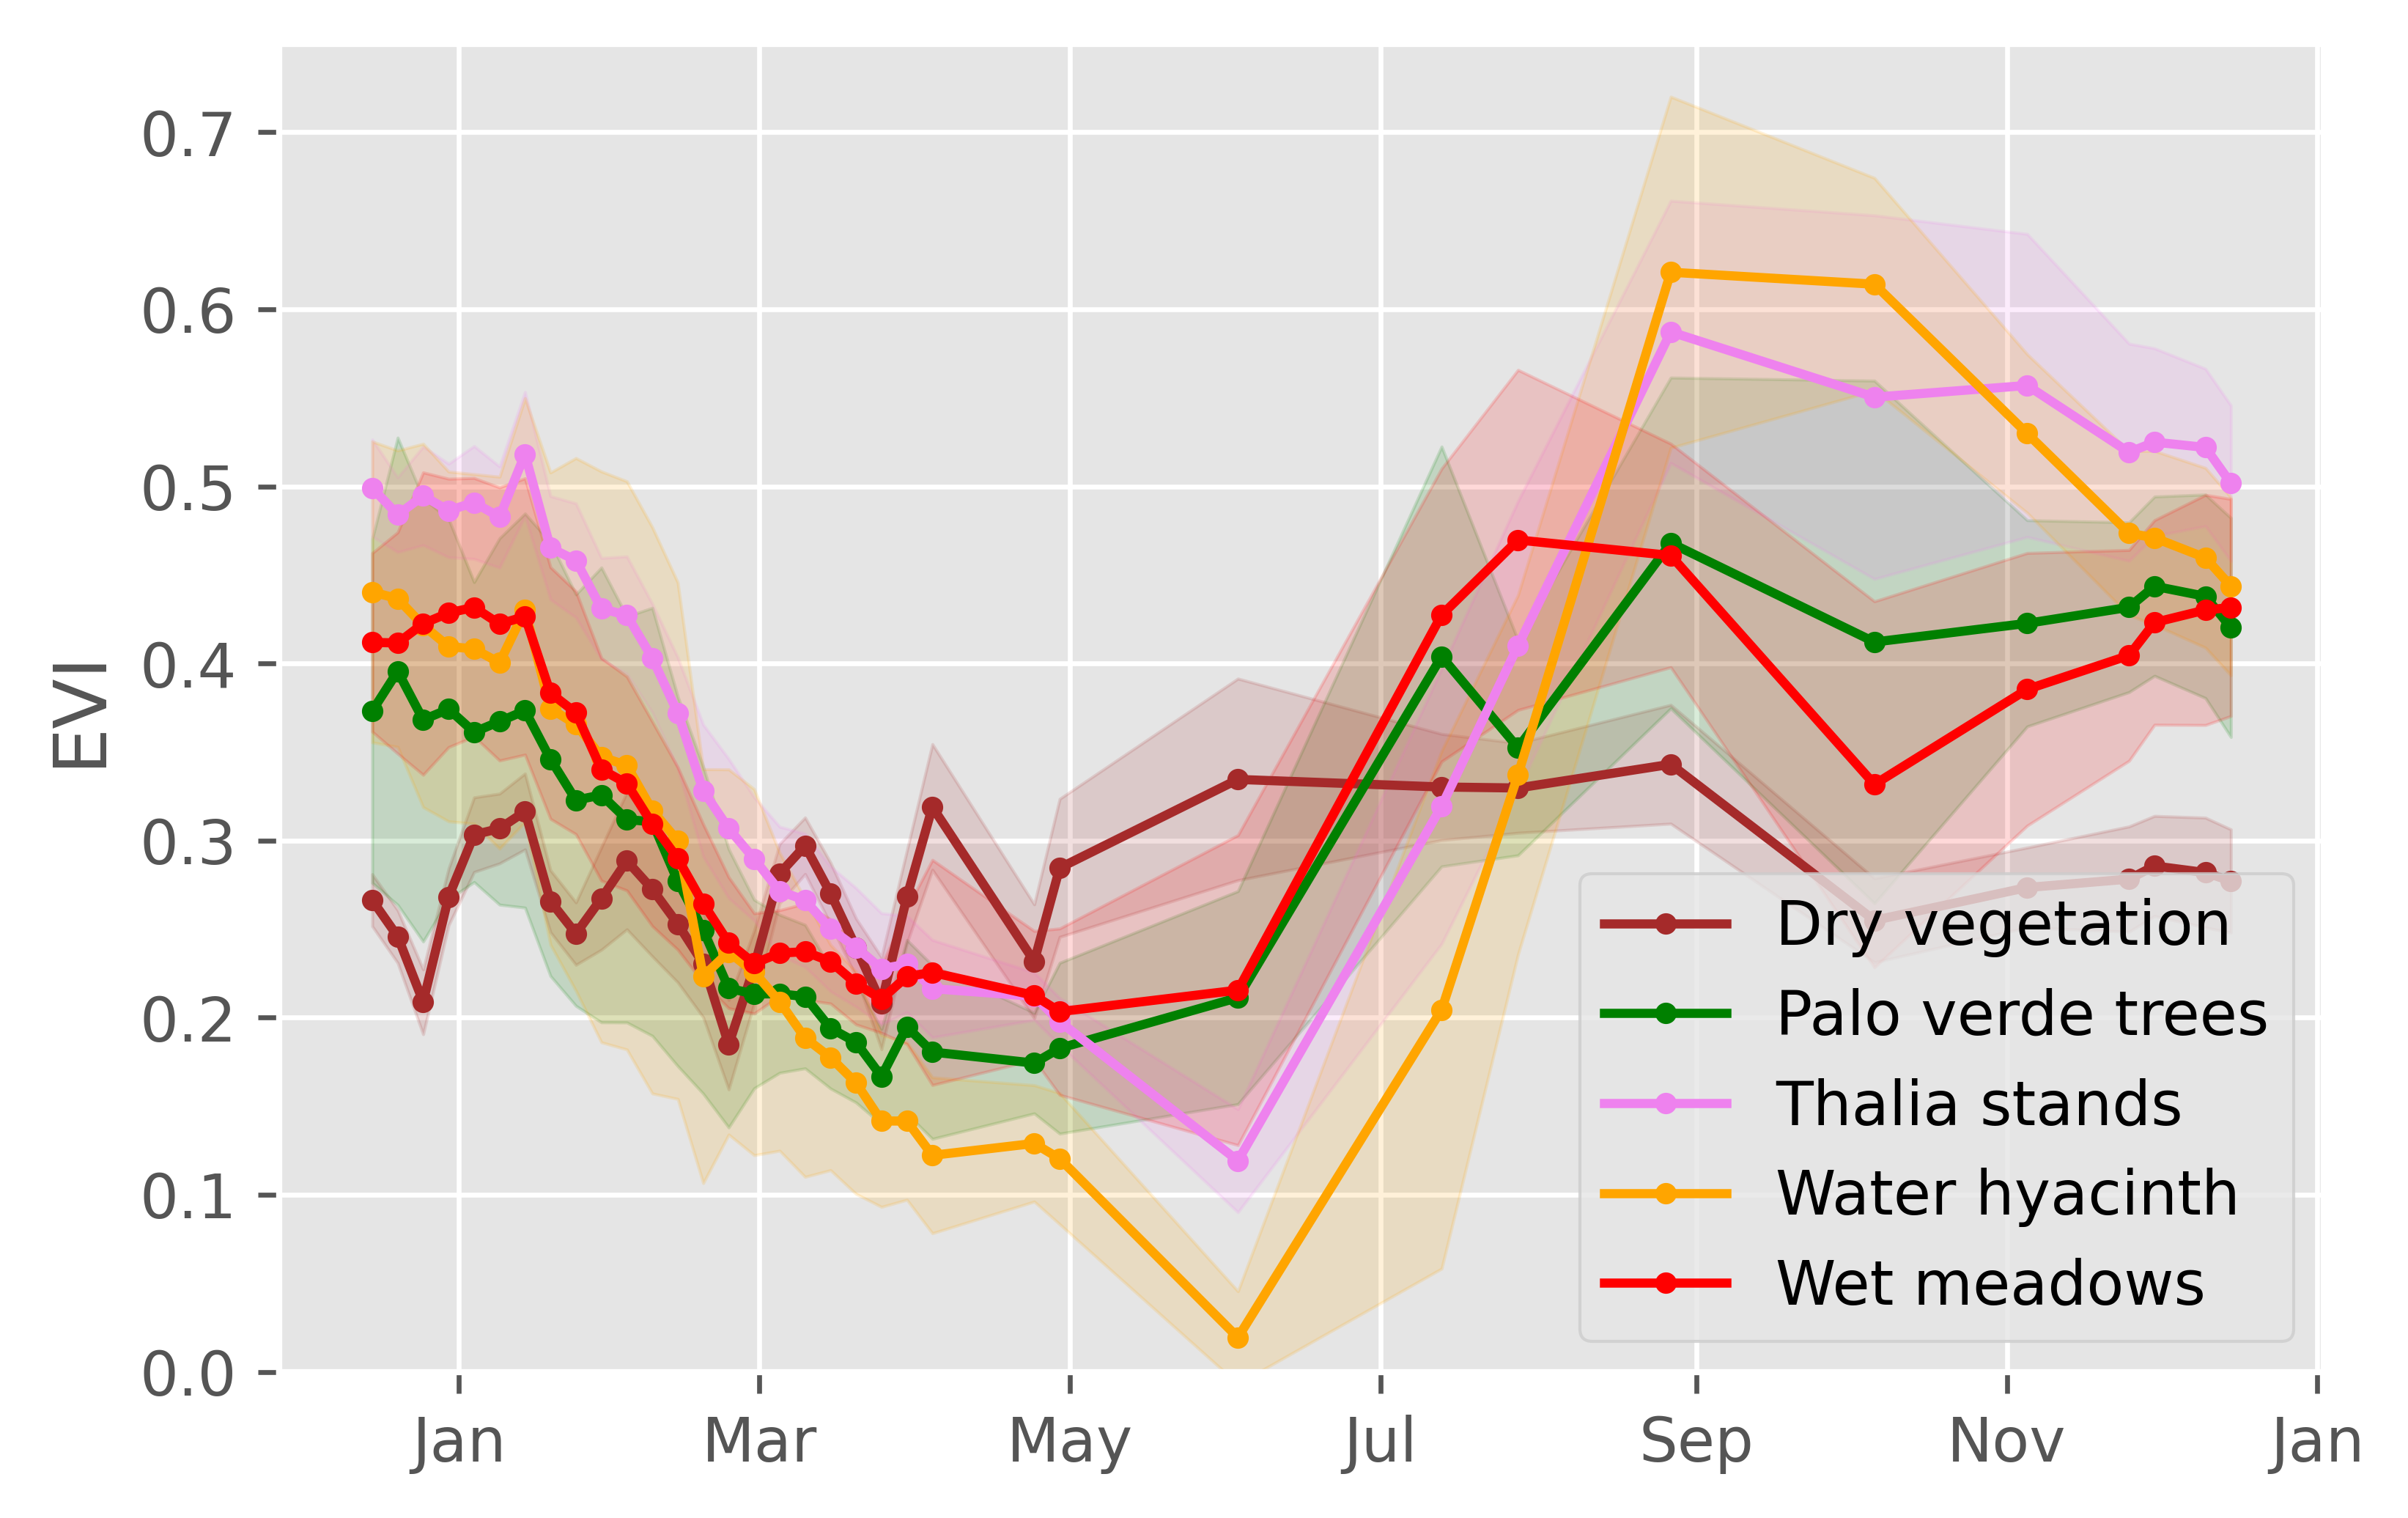 EVI
0.7
0.6
0.5
0.4
0.3
0.2
0.1
0.0
Jan Mar May Jul Sep Nov Jan
Dry vegetation
Palo verde trees
Thalia stands
Water hyacinth
Wet meadows